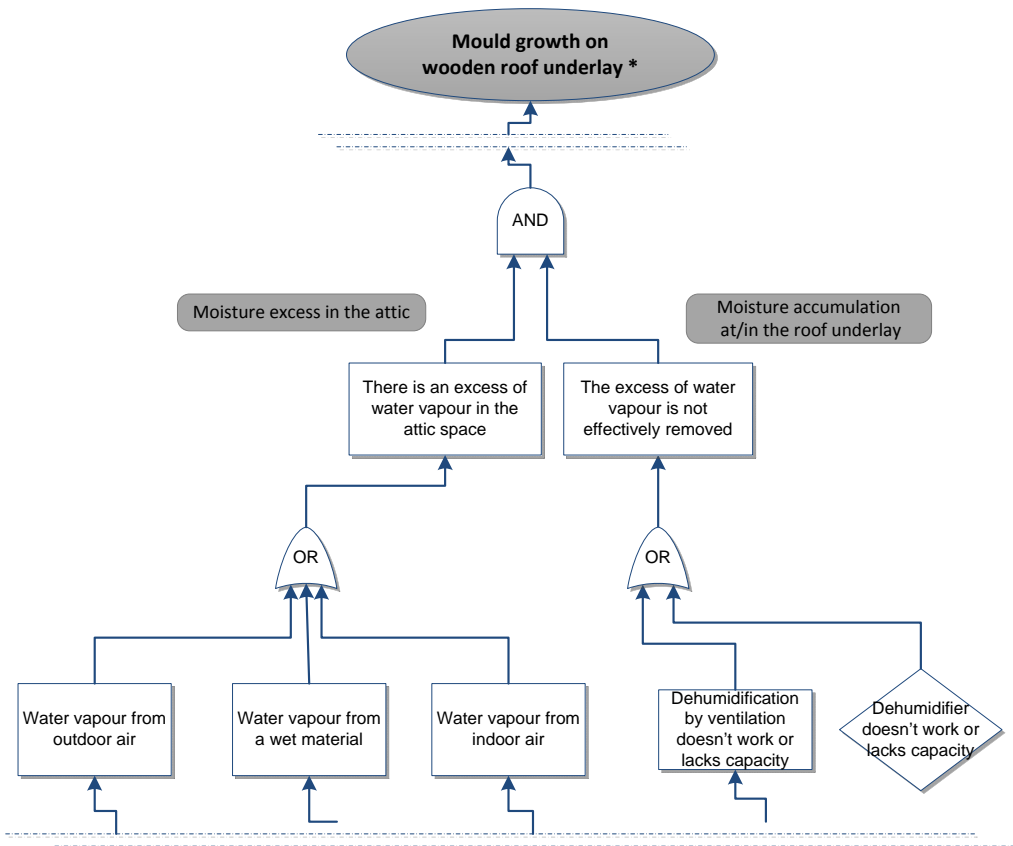 Mould growth on
wooden roof underlay *
AND
Moisture excess in the attic
Moisture accumulation
at/in the roof underlay
There is an excess of
water vapour in the
attic space
The excess of water
vapour is not
effectively removed
OR
OR
Water vapour from
outdoor air
Water vapour from
a wet material
Water vapour from
indoor air
Dehumidification
by ventilation
doesn't work or
lacks capacity
Dehumidifier
doesn't work or
lacks capacity